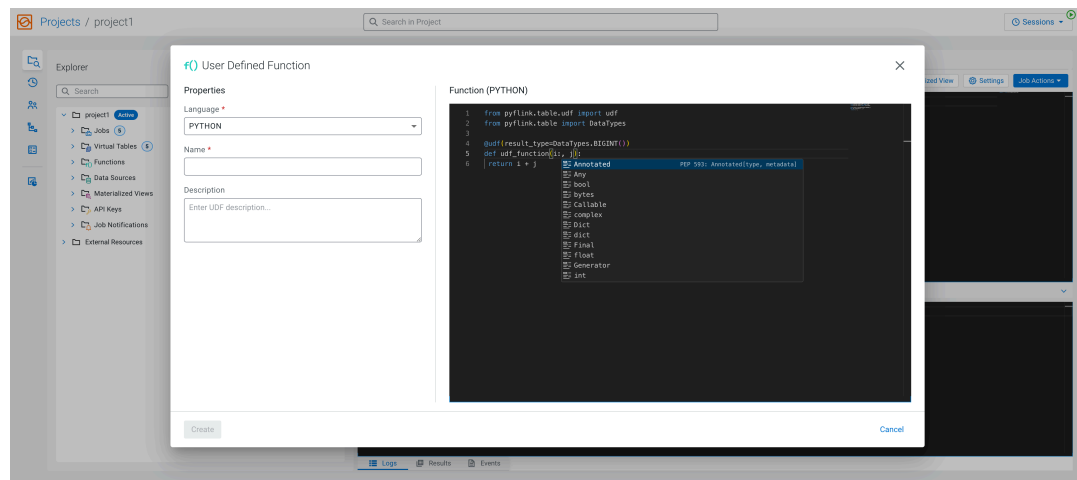 Projects / project1
Search in Project
Sessions
Explorer
Search
project1 Active
Jobs 5
Virtual Tables 5
Functions
Data Sources
Materialized Views
API Keys
Job Notifications
External Resources
f() User Defined Function
Properties
Language *
PYTHON
Name *
Description
Enter UDF description...
Function (PYTHON)
1 from pyflink.table.udf import udf
2 from pyflink.table import DataTypes
3
4 @udf(result_type=DataTypes.BIGINT())
5 def udf_function(i:, j):
6 return i + j
Annotated PEP 593: Annotated[type, metadata]
Any
bool
bytes
Callable
complex
Dict
dict
Final
float
Generator
int
Create
Cancel
ized View
Settings
Job Actions
Logs
Results
Events